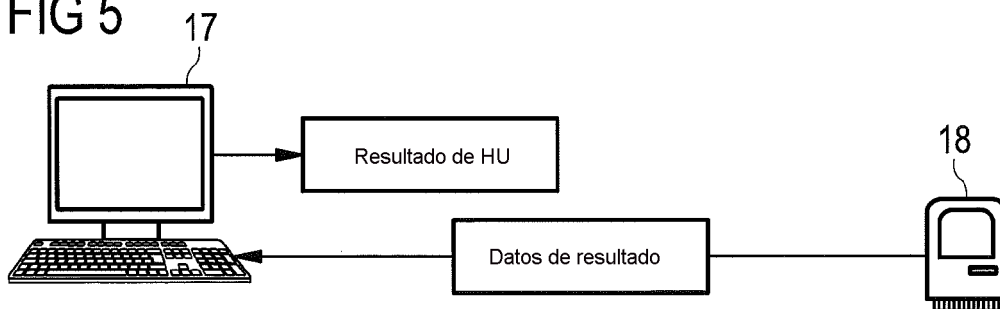 FIG 5
17
Resultado de HU
18
Datos de resultado